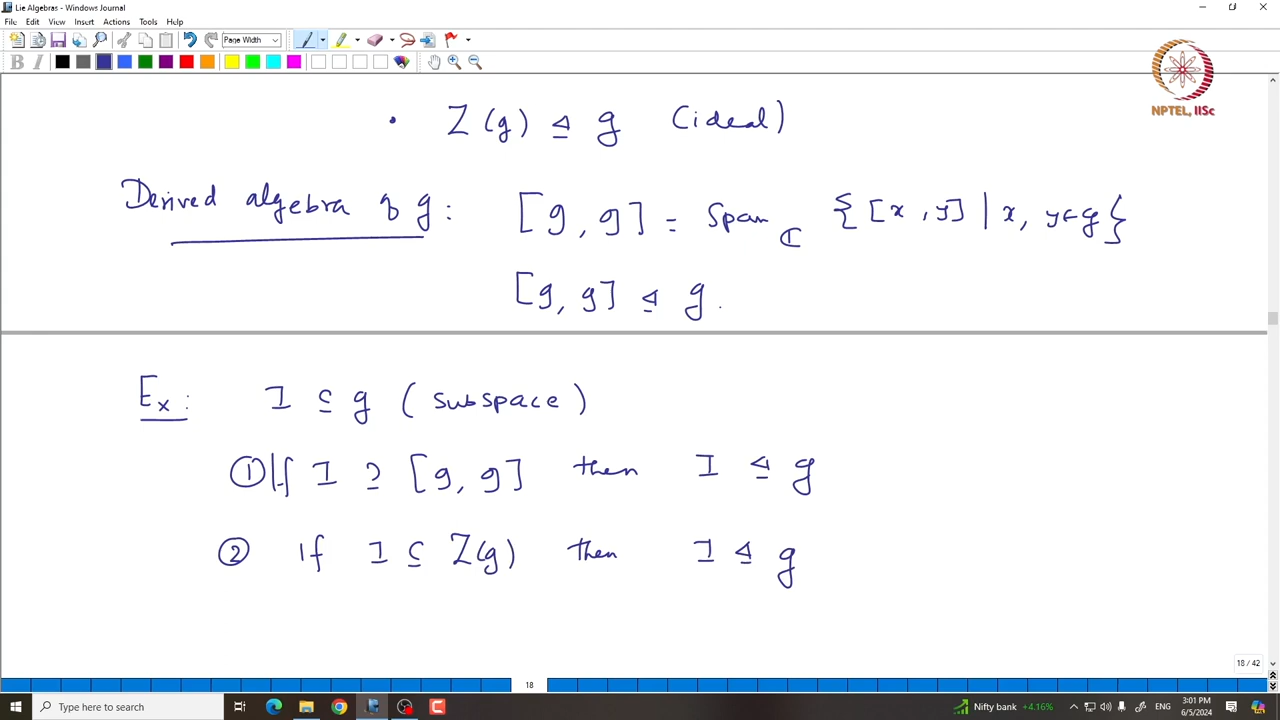 Lie Algebras - Windows Journal
File Edit View Insert Actions Tools Help
Page Width
NPTEL, IISc
• Z(g) ⊴ g (ideal)
Derived algebra of g : [g, g] = Span_ℂ {[x, y] | x, y ∈ g}
[g, g] ⊴ g.
Ex: I ⊆ g (subspace)
① If I ⊇ [g, g] then I ⊴ g
② If I ⊆ Z(g) then I ⊴ g
18 / 42
18
Type here to search
Nifty bank +4.16%
3:01 PM
6/5/2024